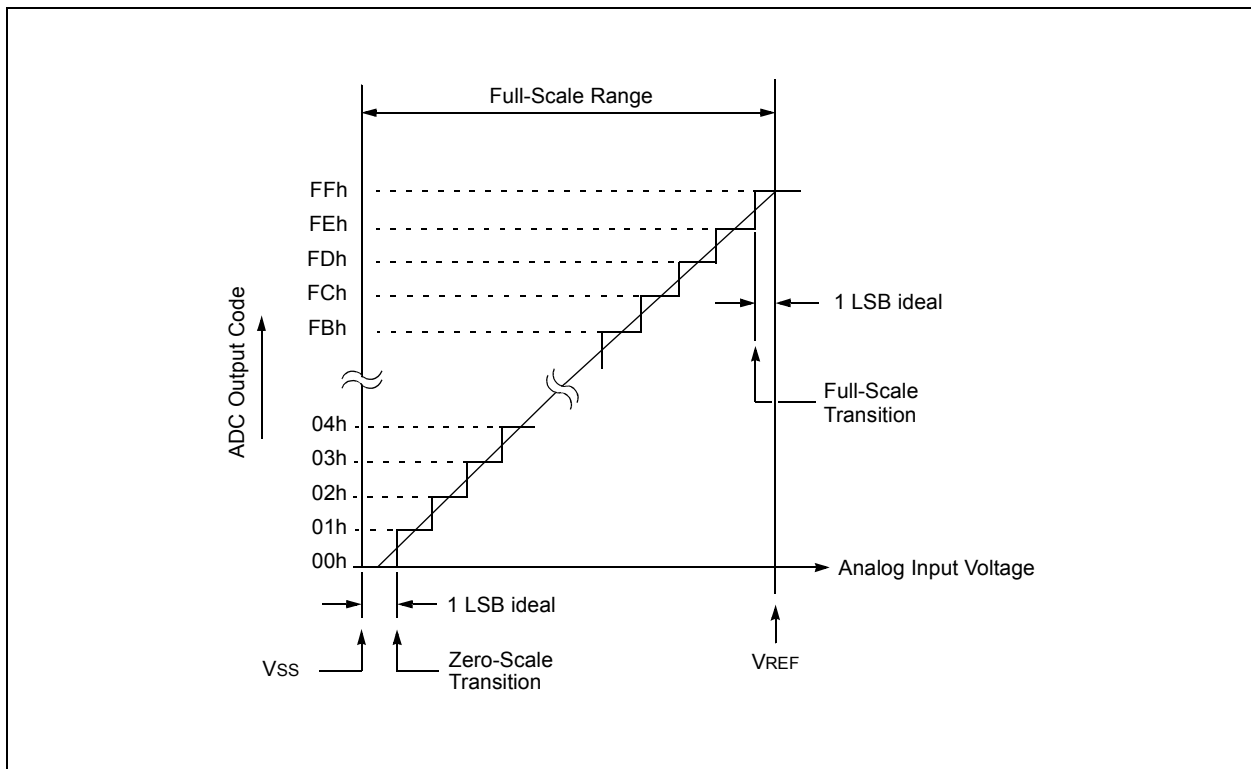 Full-Scale Range
FFh
FEh
FDh
FCh
FBh
1 LSB ideal
ADC Output Code
Full-Scale
Transition
04h
03h
02h
01h
00h
Analog Input Voltage
1 LSB ideal
VSS
Zero-Scale
Transition
VREF